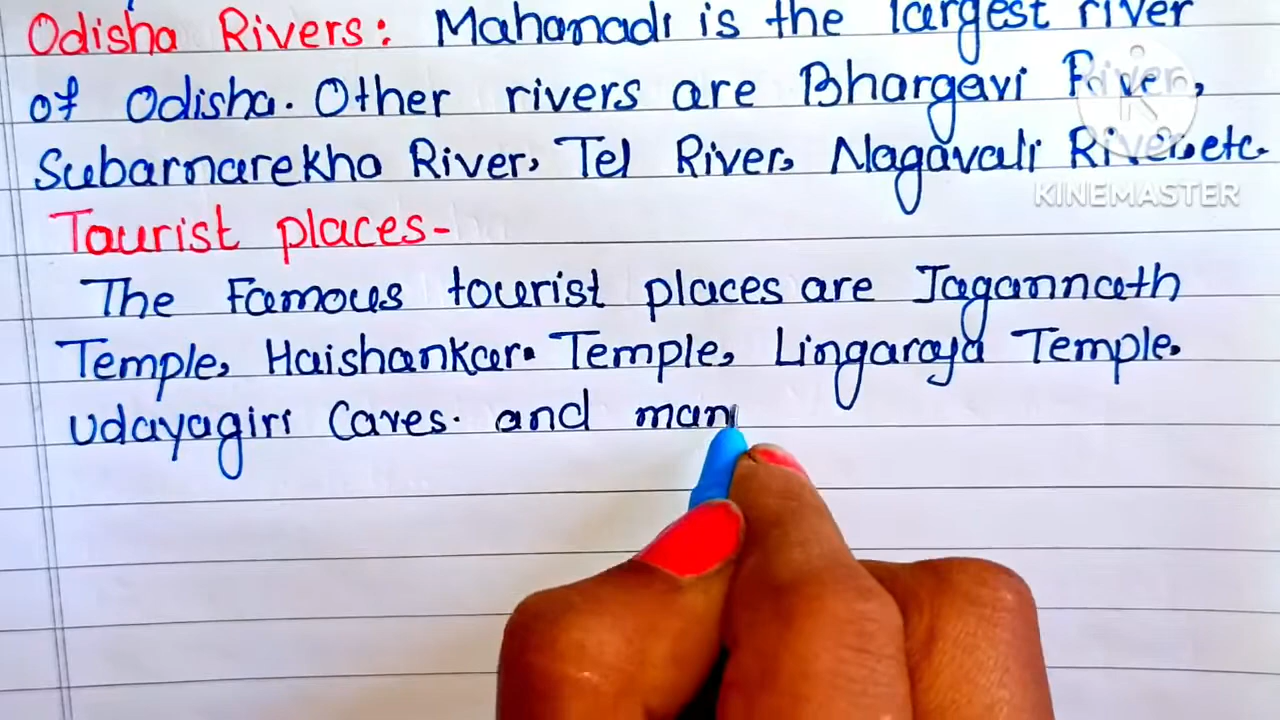 Odisha Rivers: Mahanadi is the largest river
of Odisha. Other rivers are Bhargavi River,
Subarnarekha River, Tel River, Nagavali River, etc.
KINEMASTER
Tourist places-
The Famous tourist places are Jagannath
Temple, Haishankar. Temple, Lingaraja Temple.
Udayagiri Caves. and man